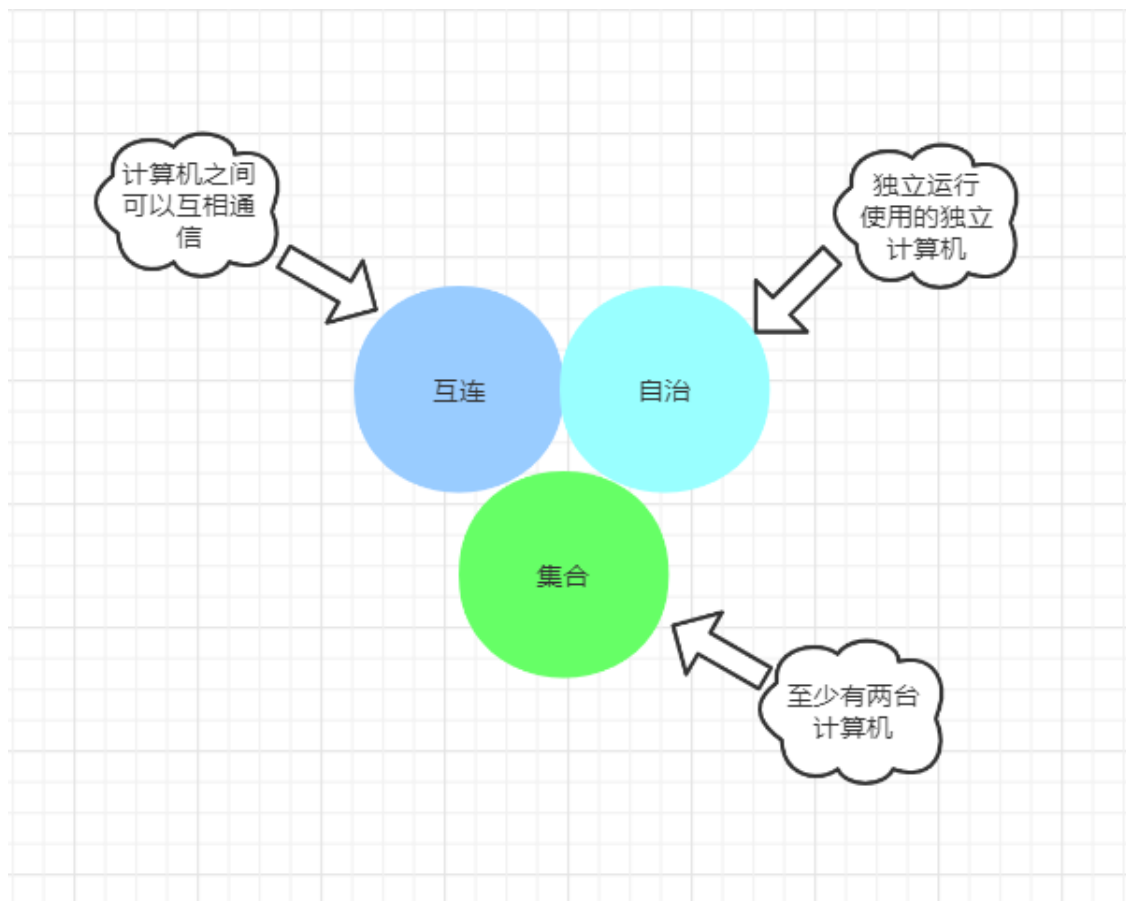 计算机之间
可以互相通
信
独立运行
使用的独立
计算机
互连
自治
集合
至少有两台
计算机